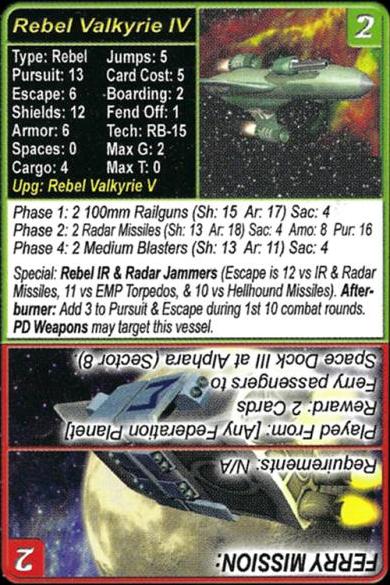 Rebel Valkyrie IV
2
Type: Rebel Jumps: 5
Pursuit: 13 Card Cost: 5
Escape: 6 Boarding: 2
Shields: 12 Fend Off: 1
Armor: 6 Tech: RB-15
Spaces: 0 Max G: 2
Cargo: 4 Max T: 0
Upg: Rebel Valkyrie V
Phase 1: 2 100mm Railguns (Sh: 15 Ar: 17) Sac: 4
Phase 2: 2 Radar Missiles (Sh: 13 Ar: 18) Sac: 4 Amo: 8 Pur: 16
Phase 4: 2 Medium Blasters (Sh: 13 Ar: 11) Sac: 4
Special: Rebel IR & Radar Jammers (Escape is 12 vs IR & Radar
Missiles, 11 vs EMP Torpedos, & 10 vs Hellhound Missiles). After-
burner: Add 3 to Pursuit & Escape during 1st 10 combat rounds.
PD Weapons may target this vessel.
FERRY MISSION:
2
Requirements: N/A
Played From: [Any Federation Planet]
Reward: 2 Cards
Ferry passengers to
Space Dock III at Alphara (Sector 8).